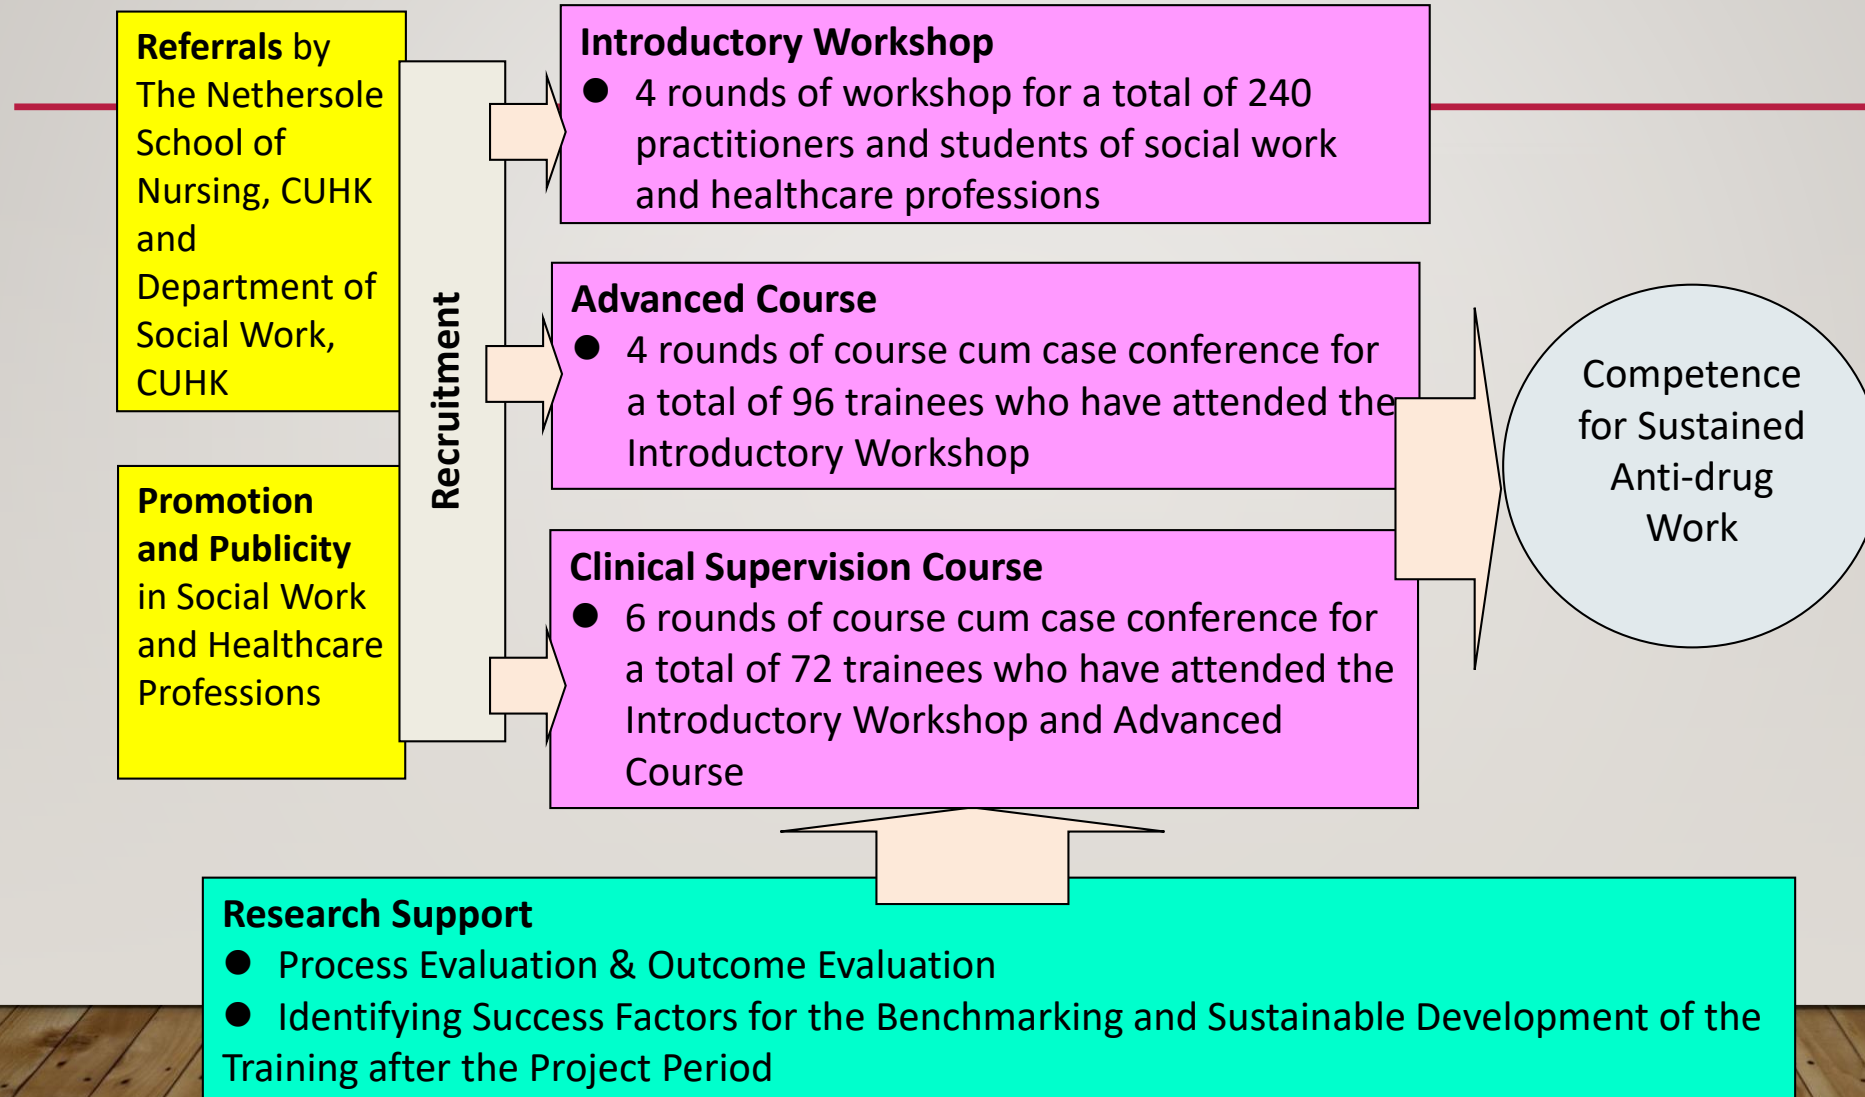 Referrals by
The Nethersole
School of
Nursing, CUHK
and
Department of
Social Work,
CUHK
Promotion
and Publicity
in Social Work
and Healthcare
Professions
Recruitment
Introductory Workshop
● 4 rounds of workshop for a total of 240
practitioners and students of social work
and healthcare professions
Advanced Course
● 4 rounds of course cum case conference for
a total of 96 trainees who have attended the
Introductory Workshop
Clinical Supervision Course
● 6 rounds of course cum case conference for
a total of 72 trainees who have attended the
Introductory Workshop and Advanced
Course
Competence
for Sustained
Anti-drug
Work
Research Support
● Process Evaluation & Outcome Evaluation
● Identifying Success Factors for the Benchmarking and Sustainable Development of the
Training after the Project Period